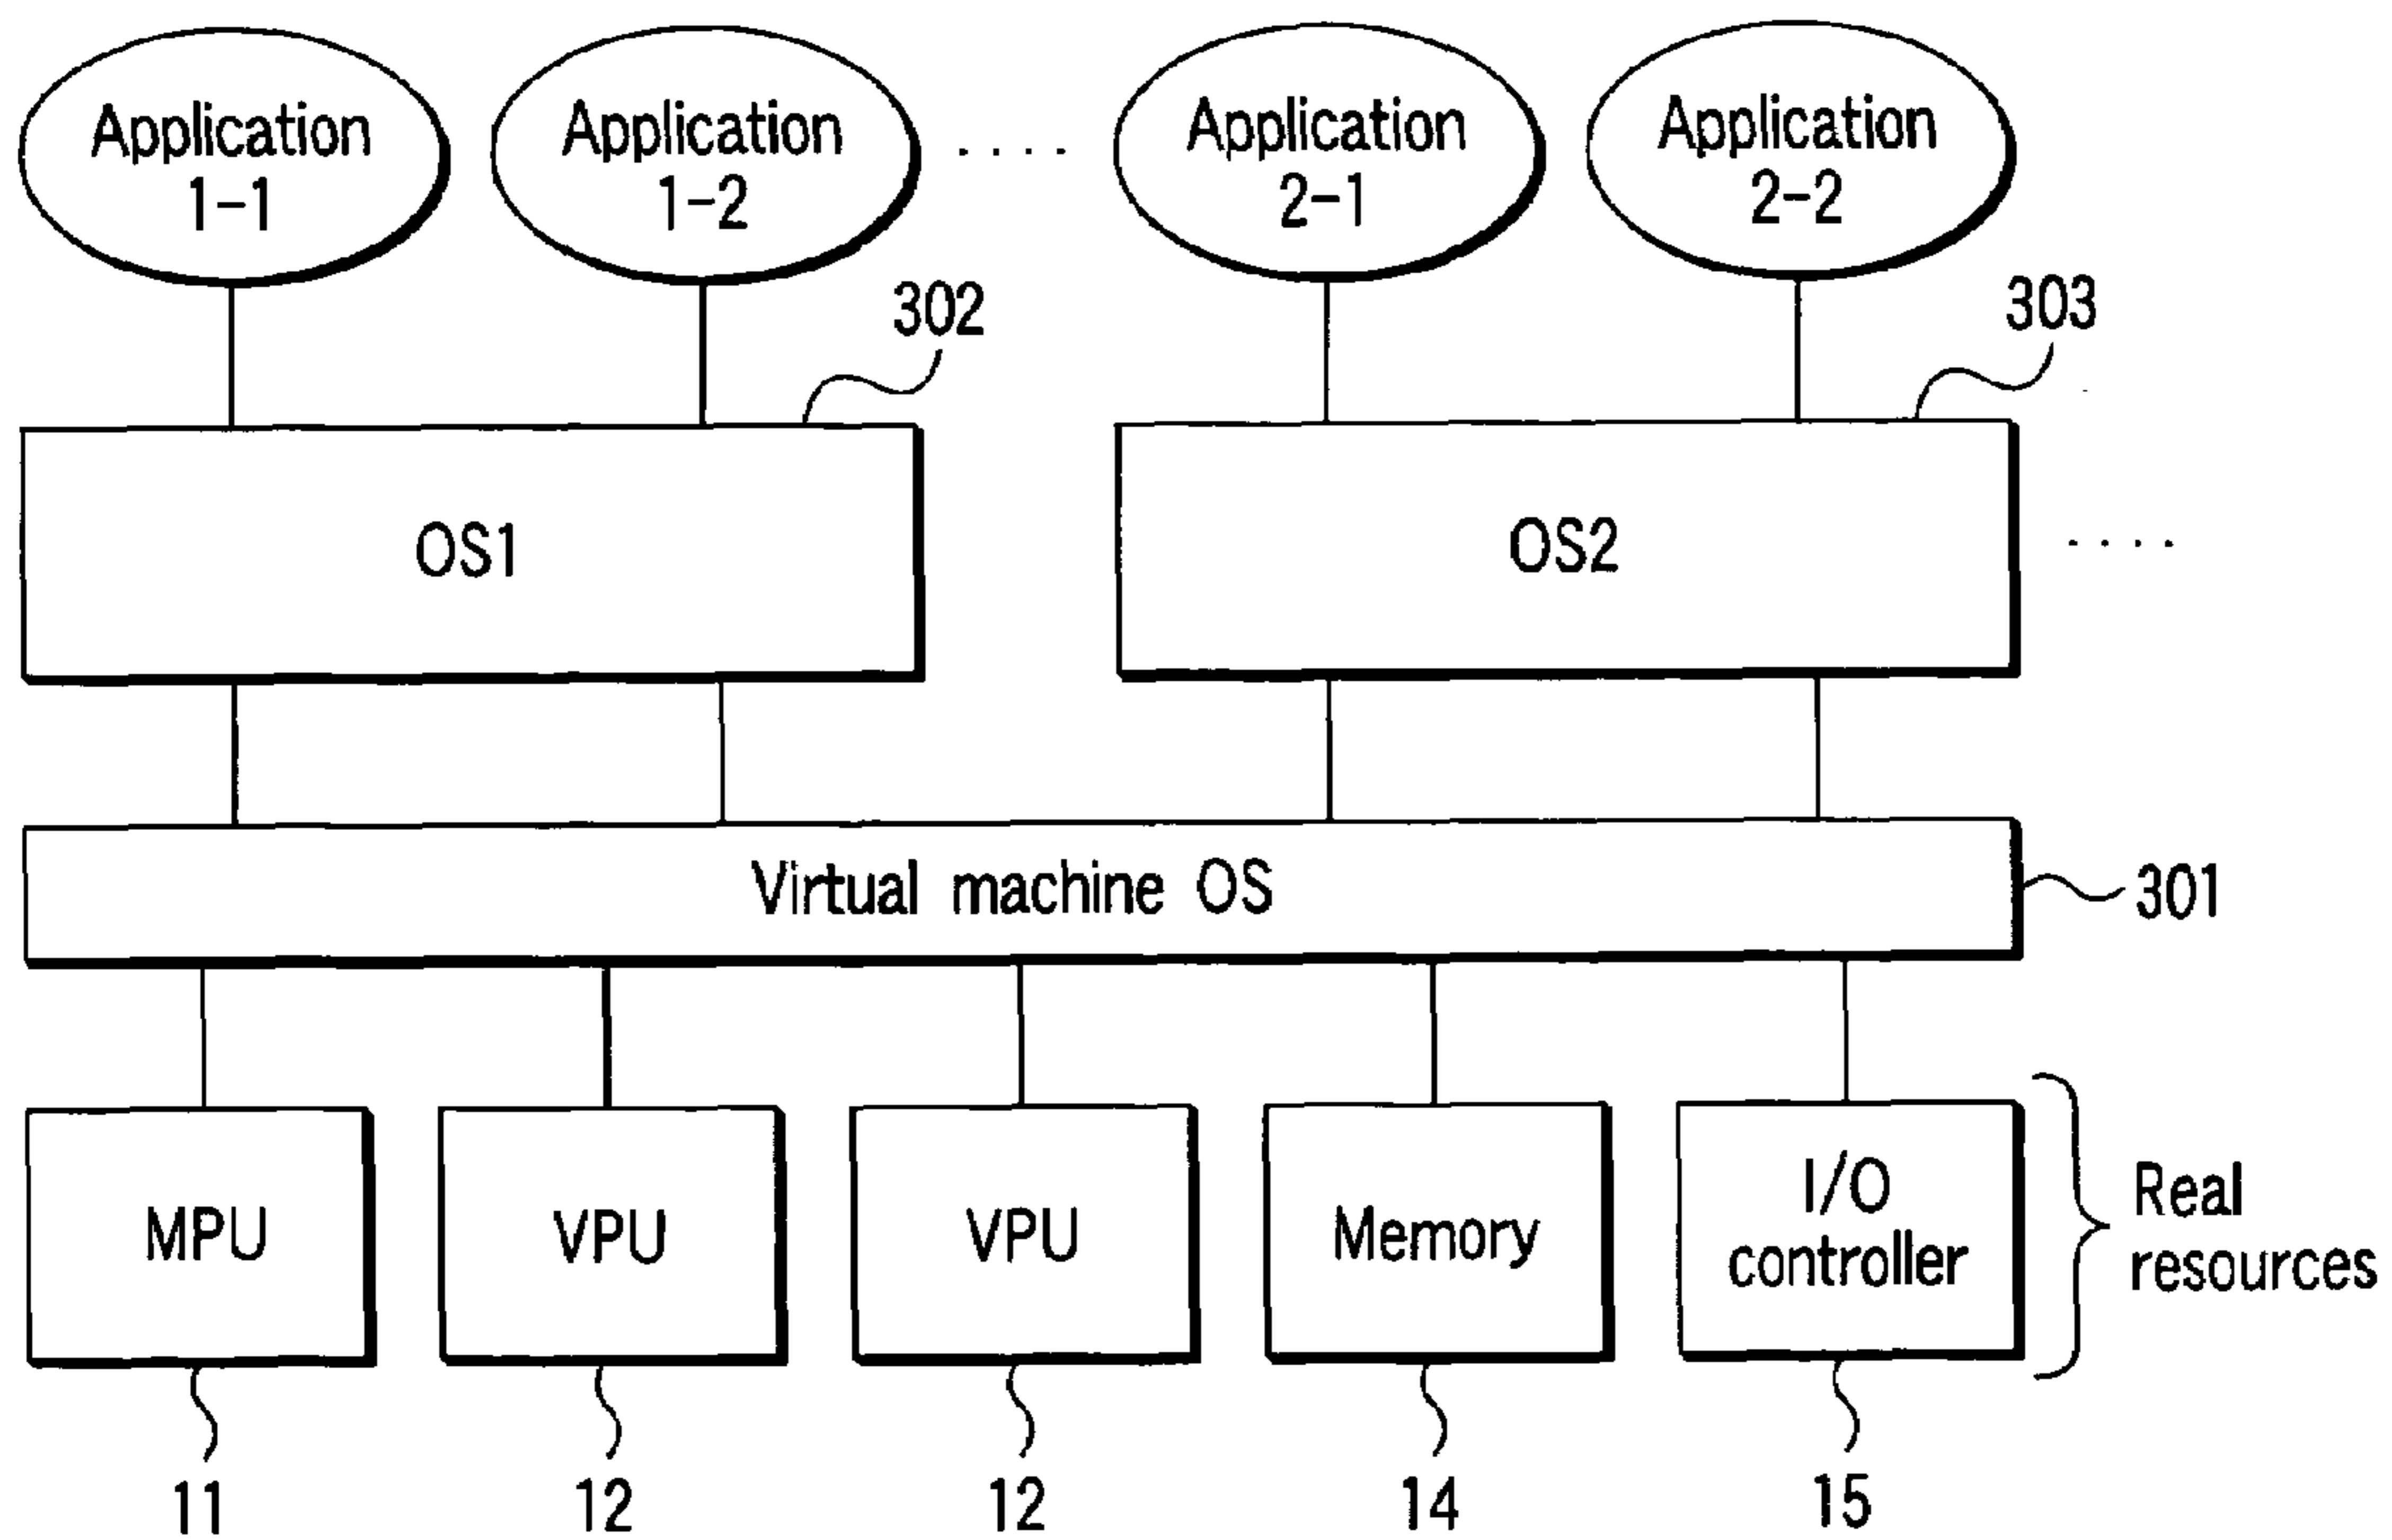 Application
1-1
Application
1-2
....
Application
2-1
Application
2-2
302
303
OS1
OS2
....
Virtual machine OS
301
MPU
VPU
VPU
Memory
I/O
controller
Real
resources
11
12
12
14
15